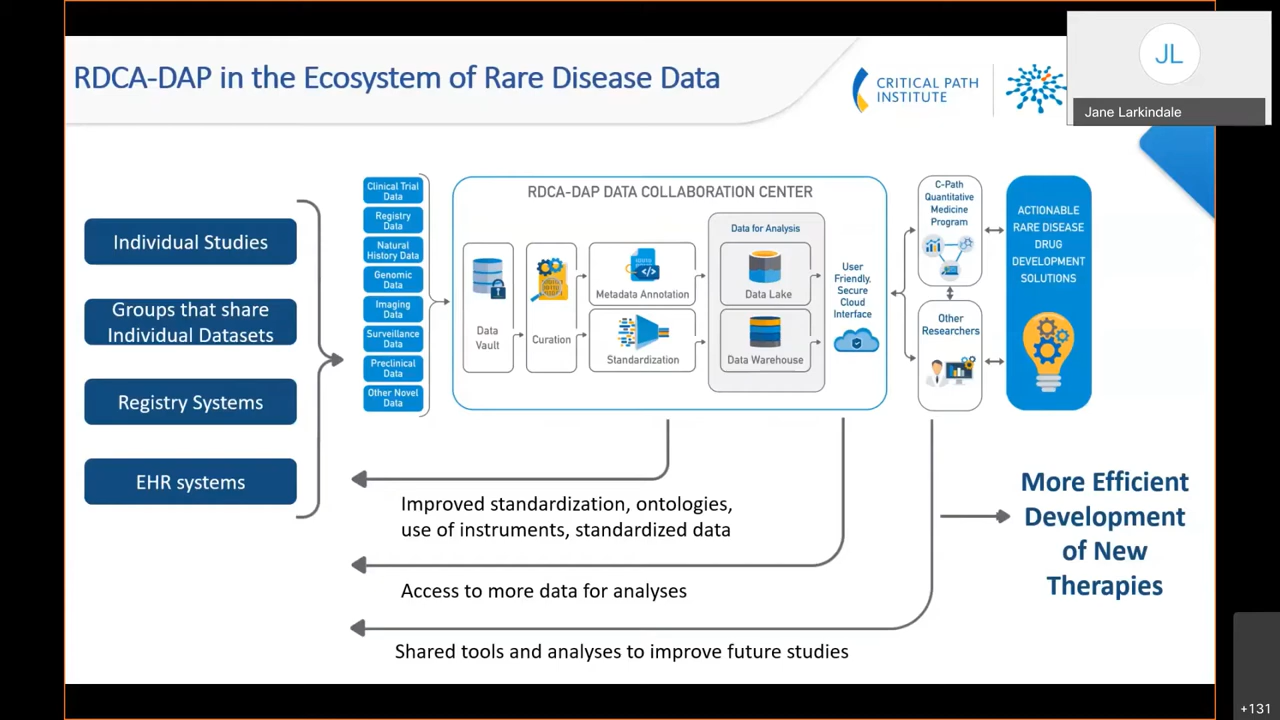 RDCA-DAP in the Ecosystem of Rare Disease Data
CRITICAL PATH
INSTITUTE
JL
Jane Larkindale
Individual Studies
Groups that share
Individual Datasets
Registry Systems
EHR systems
Clinical Trial
Data
Registry
Data
Natural
History Data
Genomic
Data
Imaging
Data
Surveillance
Data
Preclinical
Data
Other Novel
Data
RDCA-DAP DATA COLLABORATION CENTER
Data
Vault
Curation
Metadata Annotation
Standardization
Data for Analysis
Data Lake
Data Warehouse
User
Friendly.
Secure
Cloud
Interface
C-Path
Quantitative
Medicine
Program
Other
Researchers
ACTIONABLE
RARE DISEASE
DRUG
DEVELOPMENT
SOLUTIONS
Improved standardization, ontologies,
use of instruments, standardized data
Access to more data for analyses
Shared tools and analyses to improve future studies
More Efficient
Development
of New
Therapies
+131